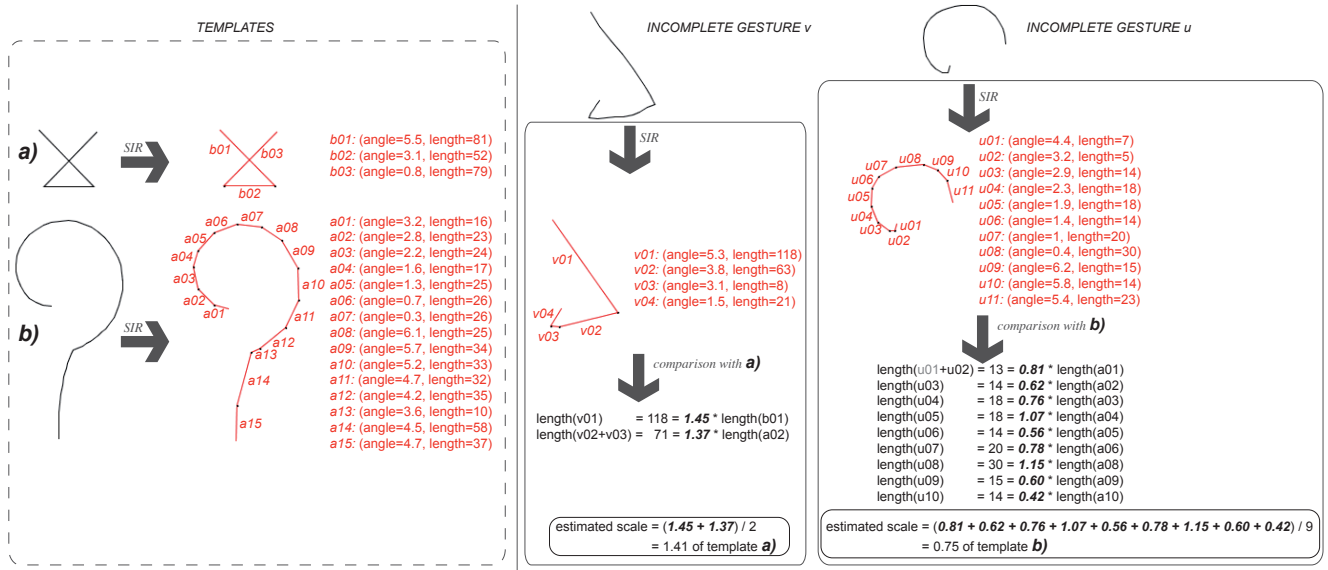 TEMPLATES
a)
SIR
b01
b03
b02
b01: (angle=5.5, length=81)
b02: (angle=3.1, length=52)
b03: (angle=0.8, length=79)
b)
SIR
a07
a06
a08
a05
a09
a04
a03
a10
a02
a01
a11
a12
a13
a14
a15
a01: (angle=3.2, length=16)
a02: (angle=2.8, length=23)
a03: (angle=2.2, length=24)
a04: (angle=1.6, length=17)
a05: (angle=1.3, length=25)
a06: (angle=0.7, length=26)
a07: (angle=0.3, length=26)
a08: (angle=6.1, length=25)
a09: (angle=5.7, length=34)
a10: (angle=5.2, length=33)
a11: (angle=4.7, length=32)
a12: (angle=4.2, length=35)
a13: (angle=3.6, length=10)
a14: (angle=4.5, length=58)
a15: (angle=4.7, length=37)
INCOMPLETE GESTURE v
SIR
v01
v04
v03
v02
v01: (angle=5.3, length=118)
v02: (angle=3.8, length=63)
v03: (angle=3.1, length=8)
v04: (angle=1.5, length=21)
comparison with a)
length(v01) = 118 = 1.45 * length(b01)
length(v02+v03) = 71 = 1.37 * length(a02)
estimated scale = (1.45 + 1.37) / 2
= 1.41 of template a)
INCOMPLETE GESTURE u
SIR
u08
u09
u07
u10
u06
u11
u05
u04
u01
u03
u02
u01: (angle=4.4, length=7)
u02: (angle=3.2, length=5)
u03: (angle=2.9, length=14)
u04: (angle=2.3, length=18)
u05: (angle=1.9, length=18)
u06: (angle=1.4, length=14)
u07: (angle=1, length=20)
u08: (angle=0.4, length=30)
u09: (angle=6.2, length=15)
u10: (angle=5.8, length=14)
u11: (angle=5.4, length=23)
comparison with b)
length(u01+u02) = 13 = 0.81 * length(a01)
length(u03) = 14 = 0.62 * length(a02)
length(u04) = 18 = 0.76 * length(a03)
length(u05) = 18 = 1.07 * length(a04)
length(u06) = 14 = 0.56 * length(a05)
length(u07) = 20 = 0.78 * length(a06)
length(u08) = 30 = 1.15 * length(a08)
length(u09) = 15 = 0.60 * length(a09)
length(u10) = 14 = 0.42 * length(a10)
estimated scale = (0.81 + 0.62 + 0.76 + 1.07 + 0.56 + 0.78 + 1.15 + 0.60 + 0.42) / 9
= 0.75 of template b)